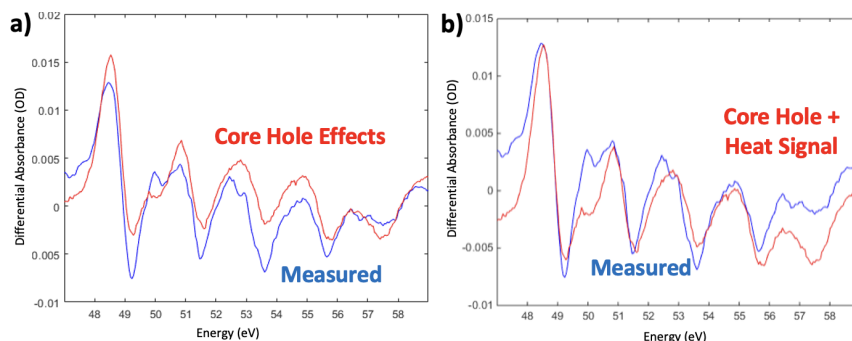 a)
0.02
0.015
0.01
0.005
0
0.005
-0.01
Differential Absorbance (OD)
Core Hole Effects
Measured
48 49 50 51 52 53 54 55 56 57 58
Energy (eV)
b)
0.015
0.01
0.005
0
-0.005
-0.01
Differential Absorbance (OD)
Core Hole +
Heat Signal
Measured
48 49 50 51 52 53 54 55 56 57 58
Energy (eV)